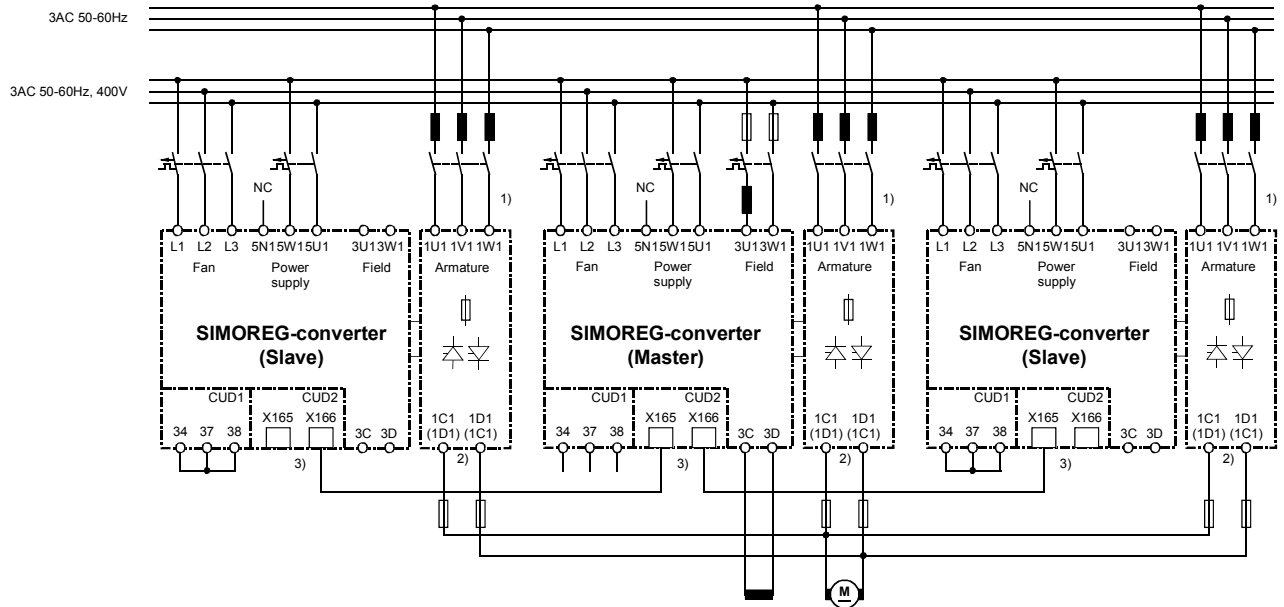 3AC 50-60Hz
3AC 50-60Hz, 400V
NC 1) NC 1) NC 1)
L1 L2 L3 5N1 5W1 5U1 3U1 3W1 1U1 1V1 1W1 L1 L2 L3 5N1 5W1 5U1 3U1 3W1 1U1 1V1 1W1 L1 L2 L3 5N1 5W1 5U1 3U1 3W1 1U1 1V1 1W1
Fan Power supply Field Armature Fan Power supply Field Armature Fan Power supply Field Armature
SIMOREG-converter SIMOREG-converter SIMOREG-converter
(Slave) (Master) (Slave)
CUD1 CUD2 CUD1 CUD2 CUD1 CUD2
X165 X166 1C1 1D1 X165 X166 1C1 1D1 X165 X166 1C1 1D1
34 37 38 3C 3D (1D1) (1C1) 34 37 38 3C 3D (1D1) (1C1) 34 37 38 3C 3D (1D1) (1C1)
3) 2) 3) 2) 3) 2)
M